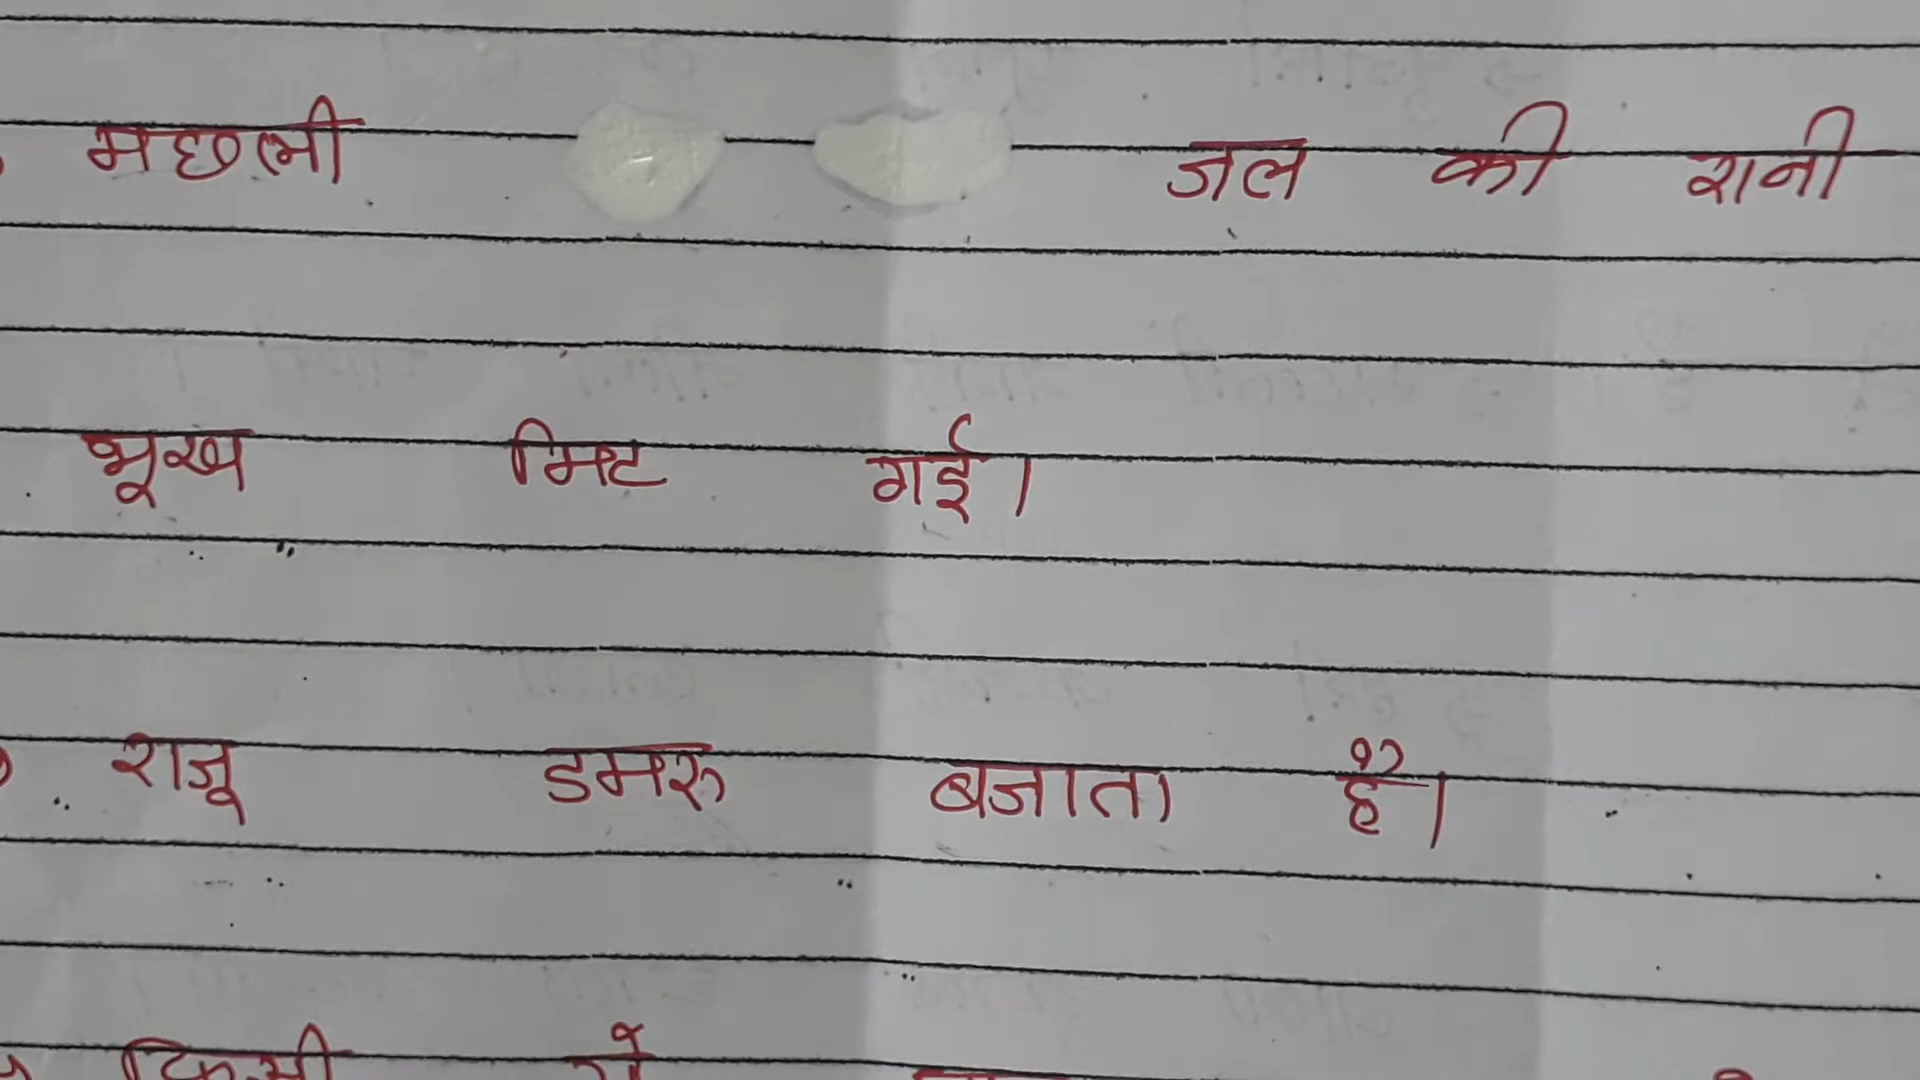 मछली जल की रानी
भूख मिट गई।
राजू डमरु बजाता है।